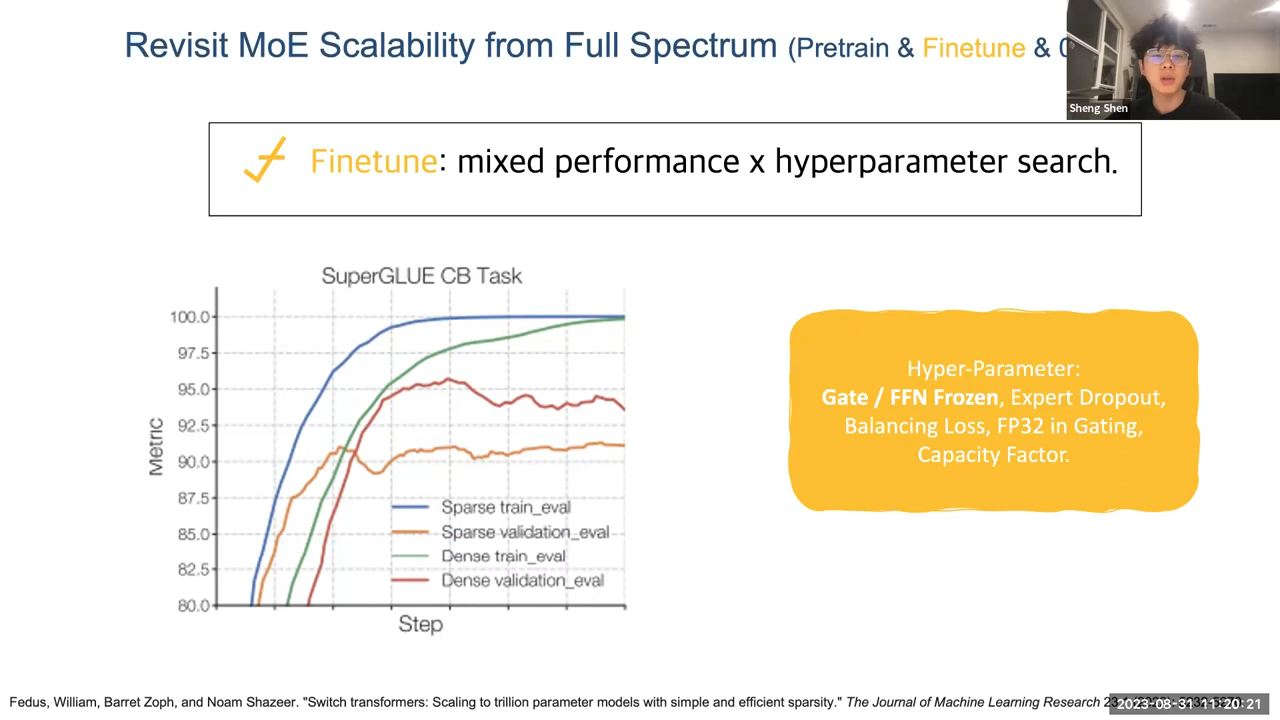 Revisit MoE Scalability from Full Spectrum (Pretrain & Finetune &
Sheng Shen
Finetune: mixed performance x hyperparameter search.
SuperGLUE CB Task
100.0
97.5
95.0
92.5
90.0
87.5
85.0
82.5
80.0
Metric
Sparse train_eval
Sparse validation_eval
Dense train_eval
Dense validation_eval
Step
Hyper-Parameter:
Gate / FFN Frozen, Expert Dropout,
Balancing Loss, FP32 in Gating,
Capacity Factor.
Fedus, William, Barret Zoph, and Noam Shazeer. "Switch transformers: Scaling to trillion parameter models with simple and efficient sparsity." The Journal of Machine Learning Research
2023-08-31 11:20:21